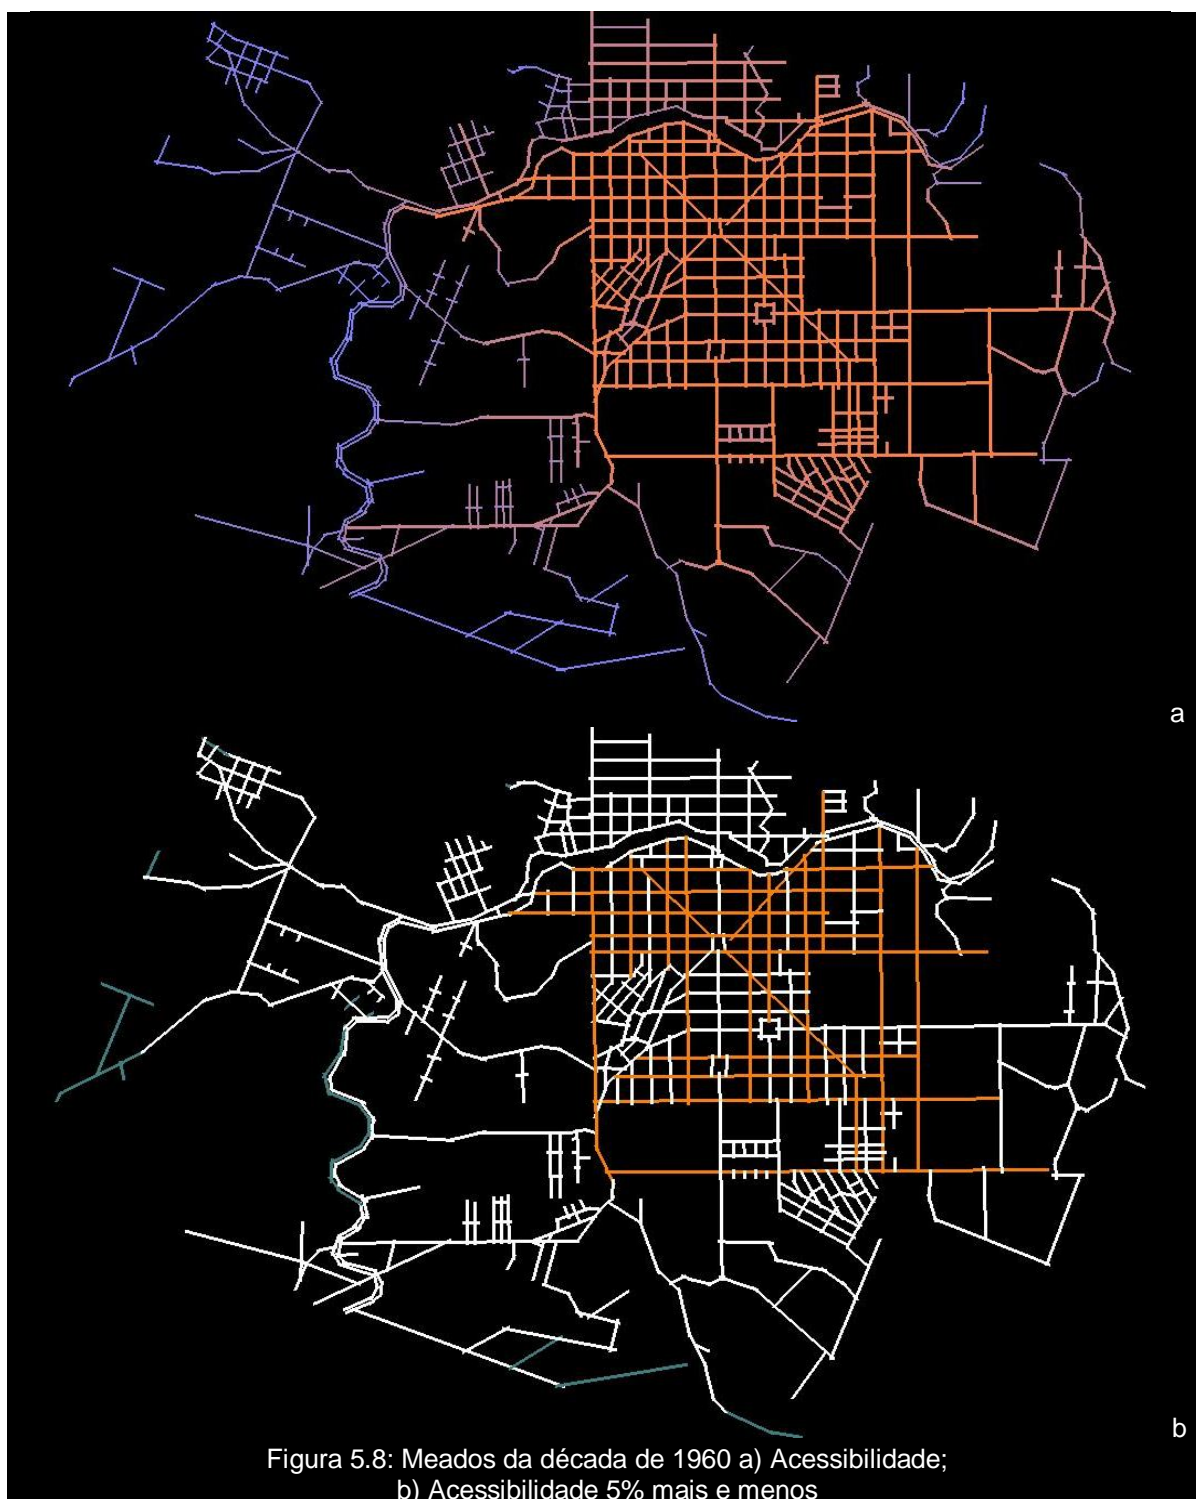 a
b
Figura 5.8: Meados da década de 1960 a) Acessibilidade;
b) Acessibilidade 5% mais e menos